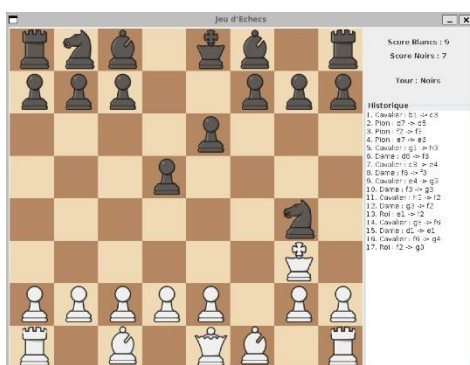 Jeu d'Echecs
Score Blancs : 9
Score Noirs : 7
Tour : Noirs
Historique
1. Cavalier : b1 -> c3
2. Pion : d7 -> d5
3. Pion : f2 -> f3
4. Pion : e7 -> e6
5. Cavalier : g1 -> h3
6. Dame : d8 -> f6
7. Cavalier : c3 -> e4
8. Dame : f6 -> f3
9. Cavalier : e4 -> g3
10. Dame : f3 -> g3
11. Cavalier : h3 -> f2
12. Dame : g3 -> f2
13. Roi : e1 -> f2
14. Cavalier : g8 -> f6
15. Dame : d1 -> e1
16. Cavalier : f6 -> g4
17. Roi : f2 -> g3